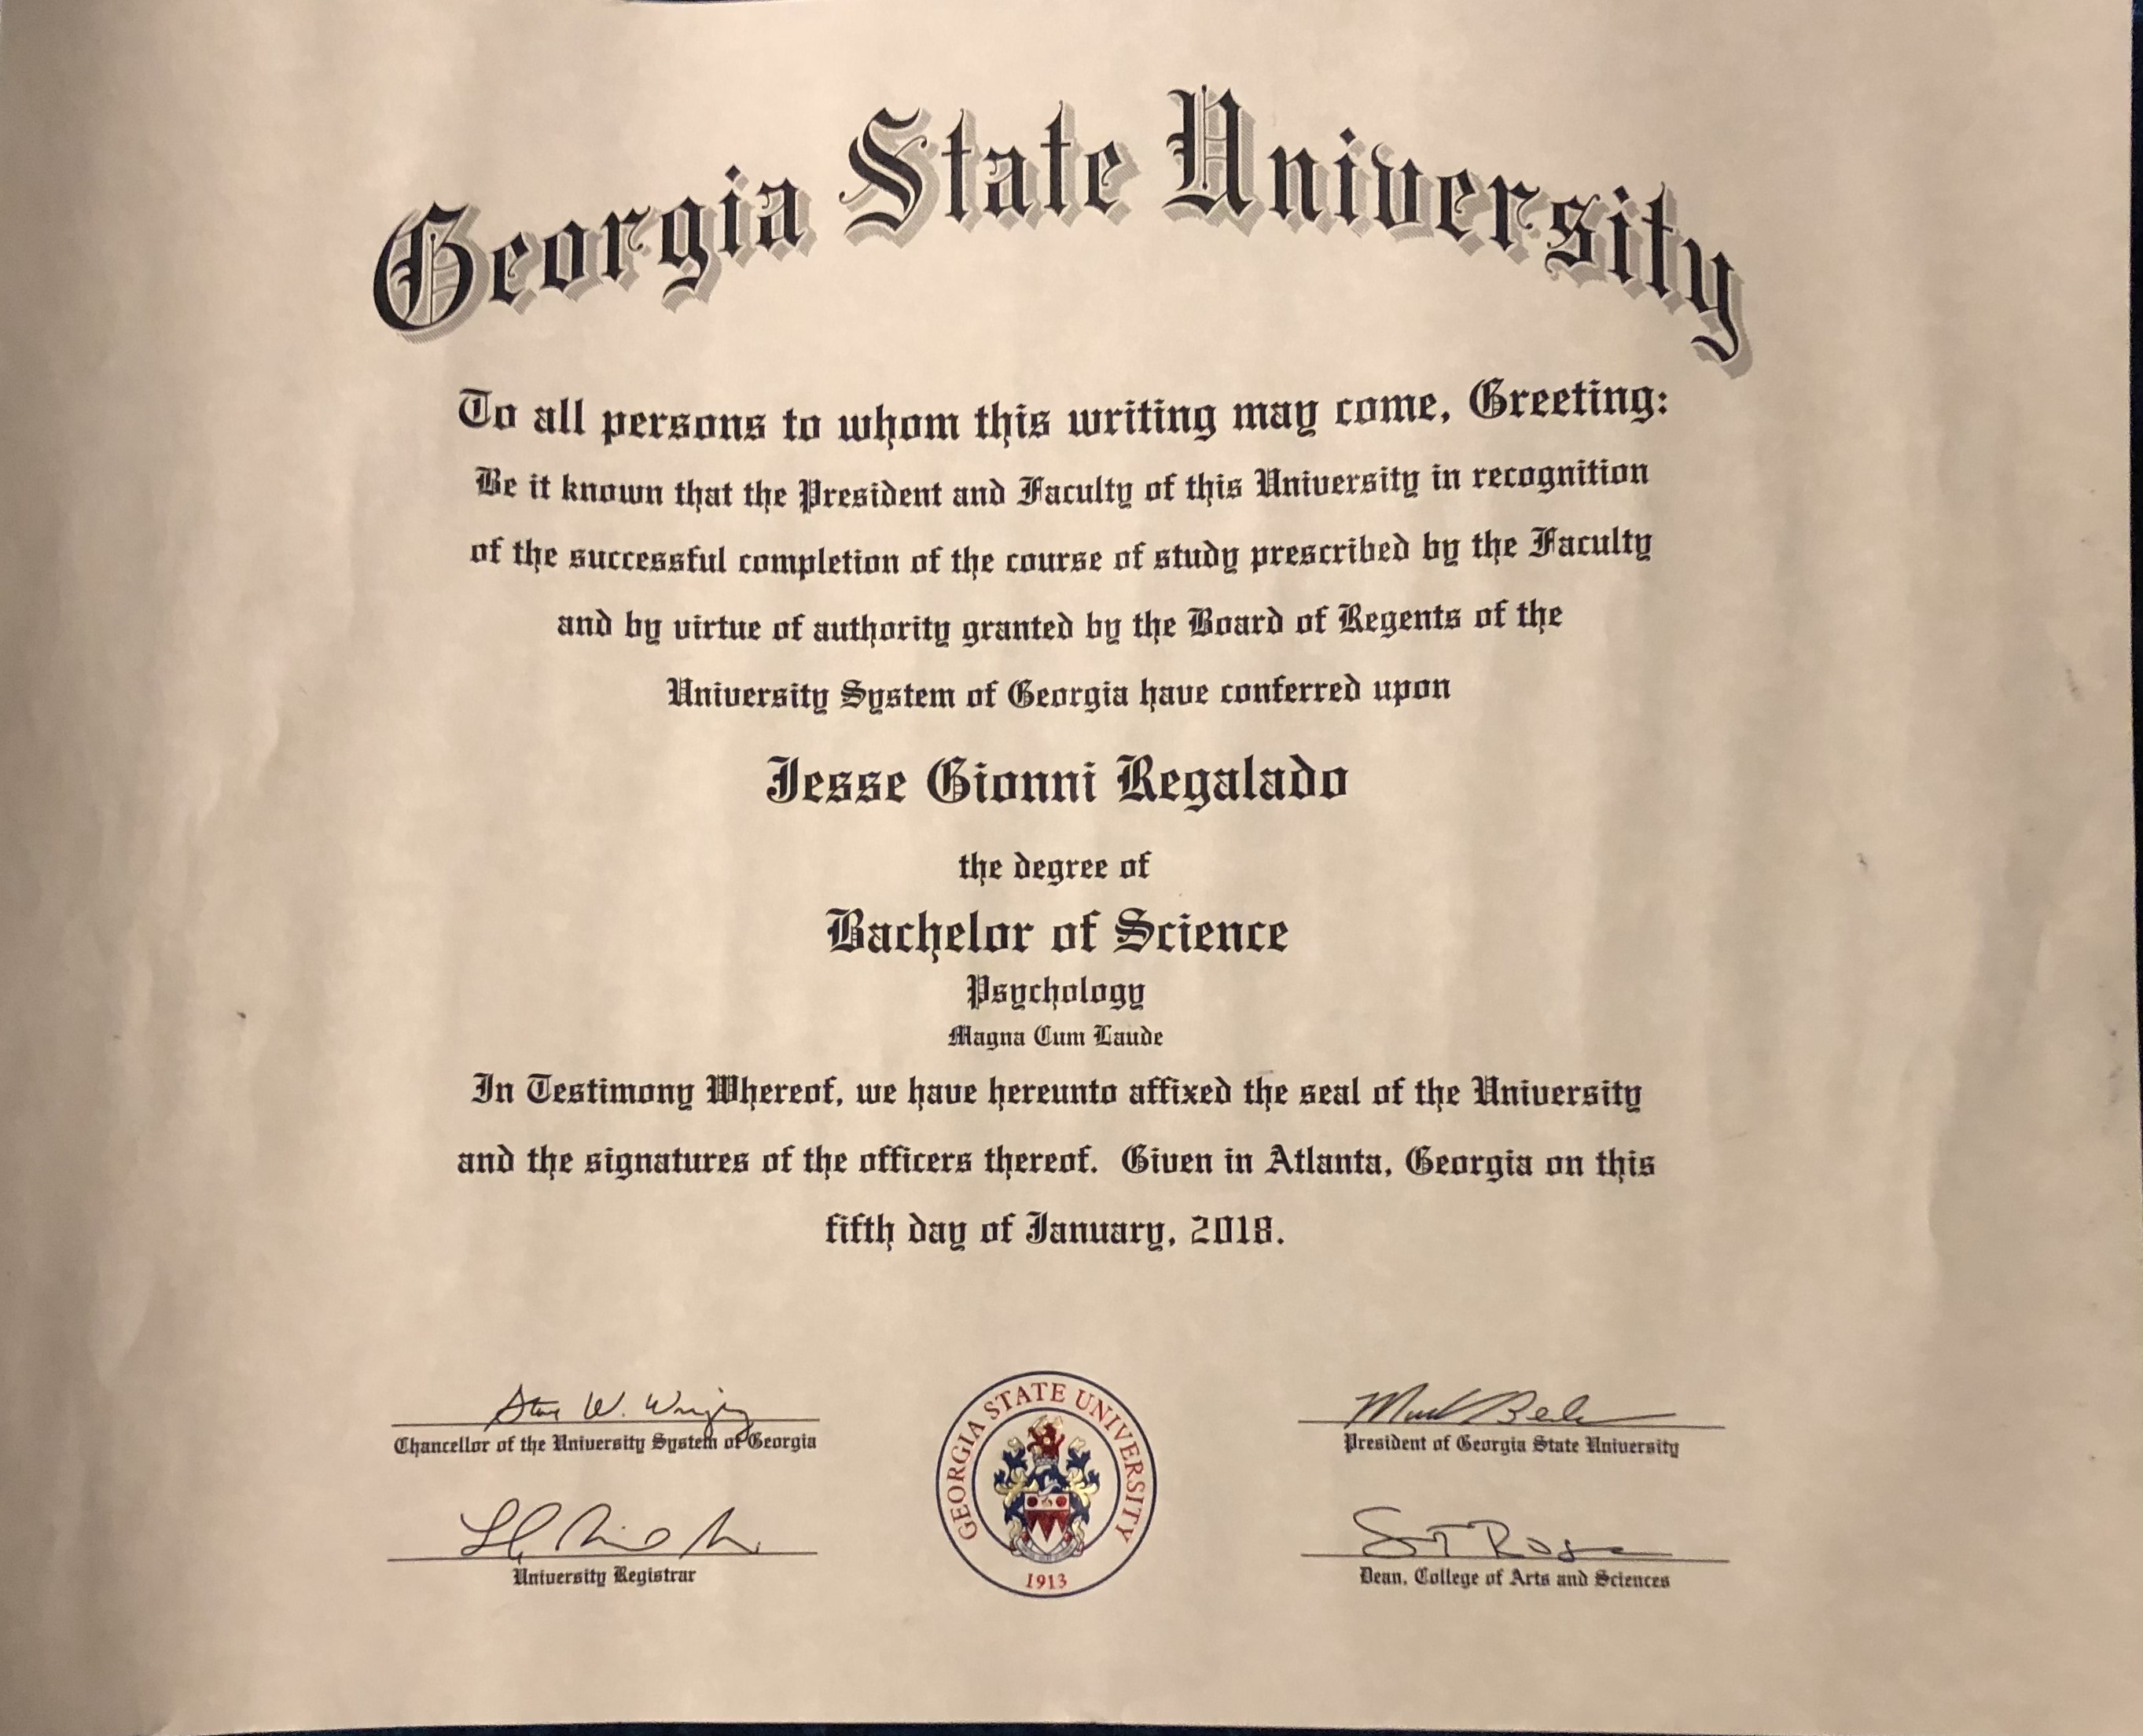 Georgia State University
To all persons to whom this writing may come, Greeting:
Be it known that the President and Faculty of this University in recognition
of the successful completion of the course of study prescribed by the Faculty
and by virtue of authority granted by the Board of Regents of the
University System of Georgia have conferred upon
Jesse Gionni Regalado
the degree of
Bachelor of Science
Psychology
Magna Cum Laude
In Testimony Whereof, we have hereunto affixed the seal of the University
and the signatures of the officers thereof. Given in Atlanta, Georgia on this
fifth day of January, 2018.
Chancellor of the University System of Georgia
University Registrar
GEORGIA STATE UNIVERSITY
1913
President of Georgia State University
Dean, College of Arts and Sciences